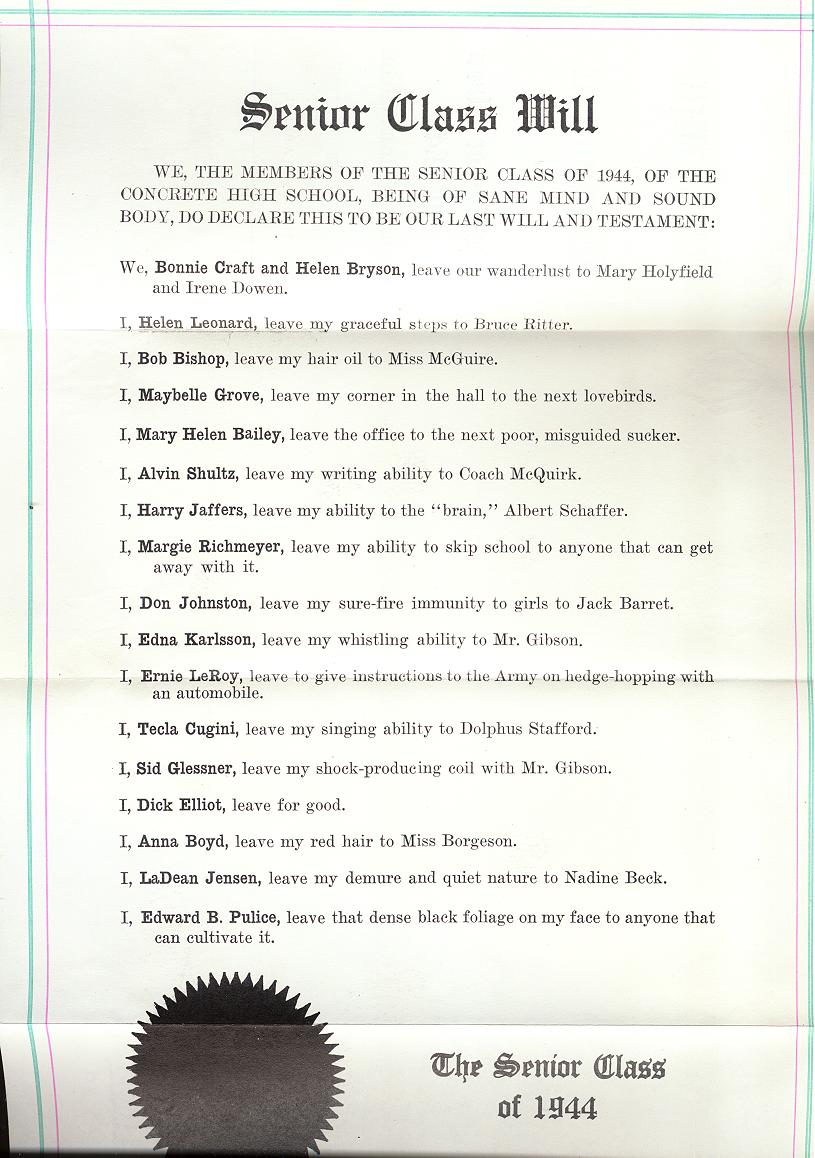 Senior Class Will
WE, THE MEMBERS OF THE SENIOR CLASS OF 1944, OF THE
CONCRETE HIGH SCHOOL, BEING OF SANE MIND AND SOUND
BODY, DO DECLARE THIS TO BE OUR LAST WILL AND TESTAMENT:
We, Bonnie Craft and Helen Bryson, leave our wanderlust to Mary Holyfield
and Irene Dowen.
I, Helen Leonard, leave my graceful steps to Bruce Ritter.
I, Bob Bishop, leave my hair oil to Miss McGuire.
I, Maybelle Grove, leave my corner in the hall to the next lovebirds.
I, Mary Helen Bailey, leave the office to the next poor, misguided sucker.
I, Alvin Shultz, leave my writing ability to Coach McQuirk.
I, Harry Jaffers, leave my ability to the “brain,” Albert Schaffer.
I, Margie Richmeyer, leave my ability to skip school to anyone that can get
away with it.
I, Don Johnston, leave my sure-fire immunity to girls to Jack Barret.
I, Edna Karlsson, leave my whistling ability to Mr. Gibson.
I, Ernie LeRoy, leave to give instructions to the Army on hedge-hopping with
an automobile.
I, Tecla Cugini, leave my singing ability to Dolphus Stafford.
I, Sid Glessner, leave my shock-producing coil with Mr. Gibson.
I, Dick Elliot, leave for good.
I, Anna Boyd, leave my red hair to Miss Borgeson.
I, LaDean Jensen, leave my demure and quiet nature to Nadine Beck.
I, Edward B. Pulice, leave that dense black foliage on my face to anyone that
can cultivate it.
The Senior Class
of 1944